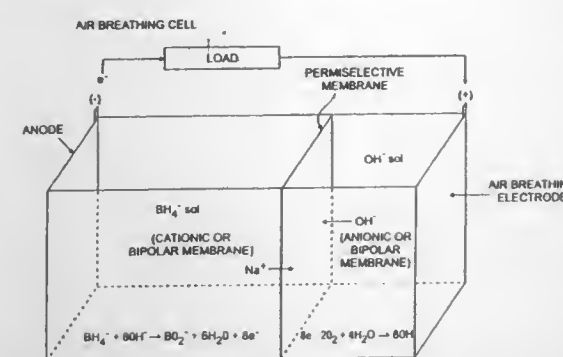 AIR BREATHING CELL
LOAD
e⁻
PERMISELECTIVE
MEMBRANE
(-)
(+)
ANODE
OH⁻ sol
AIR BREATHIN
ELECTRODE
BH₄⁻ sol
OH⁻
(CATIONIC OR
BIPOLAR MEMBRANE)
(ANIONIC OR
BIPOLAR
MEMBRANE)
Na⁺
BH₄⁻ + 8OH⁻ → BO₂⁻ + 6H₂O + 8e⁻
8e 2O₂ + 4H₂O → 8OH